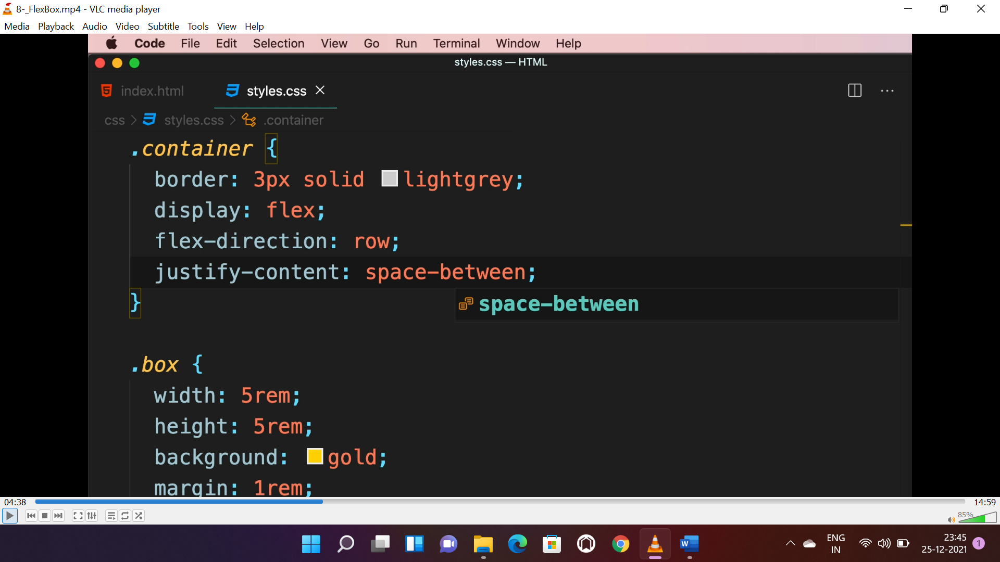 8-_FlexBox.mp4 - VLC media player
Media Playback Audio Video Subtitle Tools View Help
Code File Edit Selection View Go Run Terminal Window Help
styles.css — HTML
index.html styles.css
css > styles.css > .container
.container {
border: 3px solid lightgrey;
display: flex;
flex-direction: row;
justify-content: space-between;
}
space-between
.box {
width: 5rem;
height: 5rem;
background: gold;
margin: 1rem;
04:38 14:59
85%
ENG
IN
23:45
25-12-2021
1
W